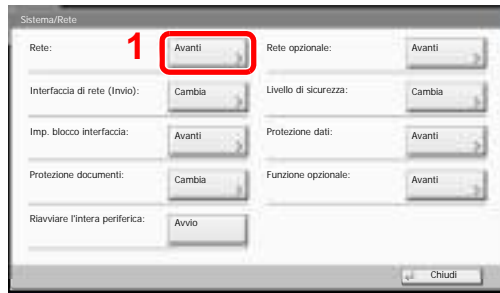 Sistema/Rete
Rete: 1 Avanti Rete opzionale: Avanti
Interfaccia di rete (Invio): Cambia Livello di sicurezza: Cambia
Imp. blocco interfaccia: Avanti Protezione dati: Avanti
Protezione documenti: Cambia Funzione opzionale: Avanti
Riavviare l'intera periferica: Avvio
Chiudi